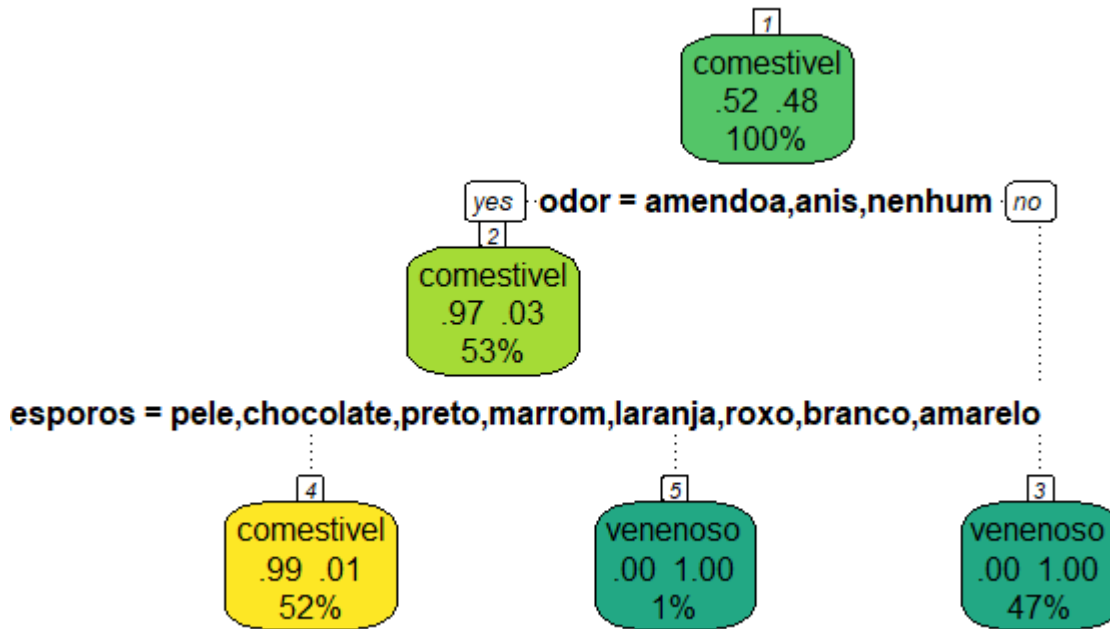 1
comestivel
.52 .48
100%
yes odor = amendoa,anis,nenhum no
2
comestivel
.97 .03
53%
esporos = pele,chocolate,preto,marrom,laranja,roxo,branco,amarelo
4
comestivel
.99 .01
52%
5
venenoso
.00 1.00
1%
3
venenoso
.00 1.00
47%